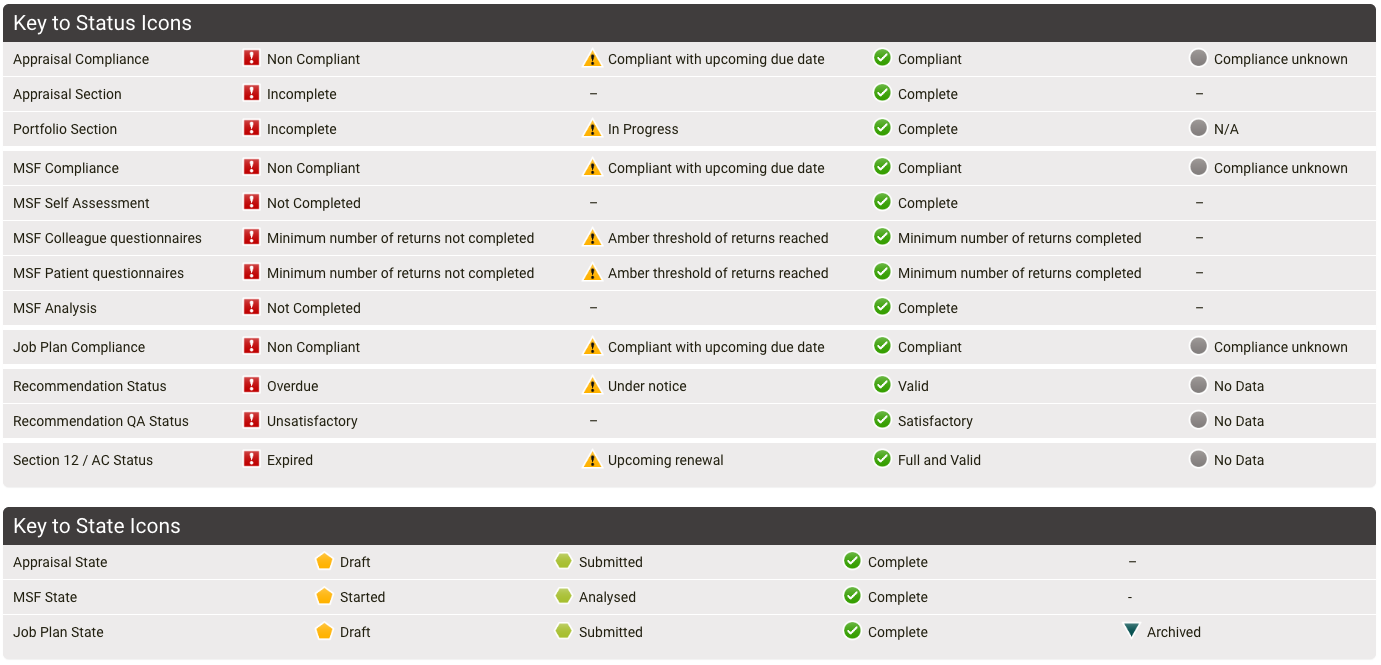 Key to Status Icons
Appraisal Compliance Non Compliant Compliant with upcoming due date Compliant Compliance unknown
Appraisal Section Incomplete – Complete –
Portfolio Section Incomplete In Progress Complete N/A
MSF Compliance Non Compliant Compliant with upcoming due date Compliant Compliance unknown
MSF Self Assessment Not Completed – Complete –
MSF Colleague questionnaires Minimum number of returns not completed Amber threshold of returns reached Minimum number of returns completed –
MSF Patient questionnaires Minimum number of returns not completed Amber threshold of returns reached Minimum number of returns completed –
MSF Analysis Not Completed – Complete –
Job Plan Compliance Non Compliant Compliant with upcoming due date Compliant Compliance unknown
Recommendation Status Overdue Under notice Valid No Data
Recommendation QA Status Unsatisfactory – Satisfactory No Data
Section 12 / AC Status Expired Upcoming renewal Full and Valid No Data
Key to State Icons
Appraisal State Draft Submitted Complete –
MSF State Started Analysed Complete -
Job Plan State Draft Submitted Complete Archived